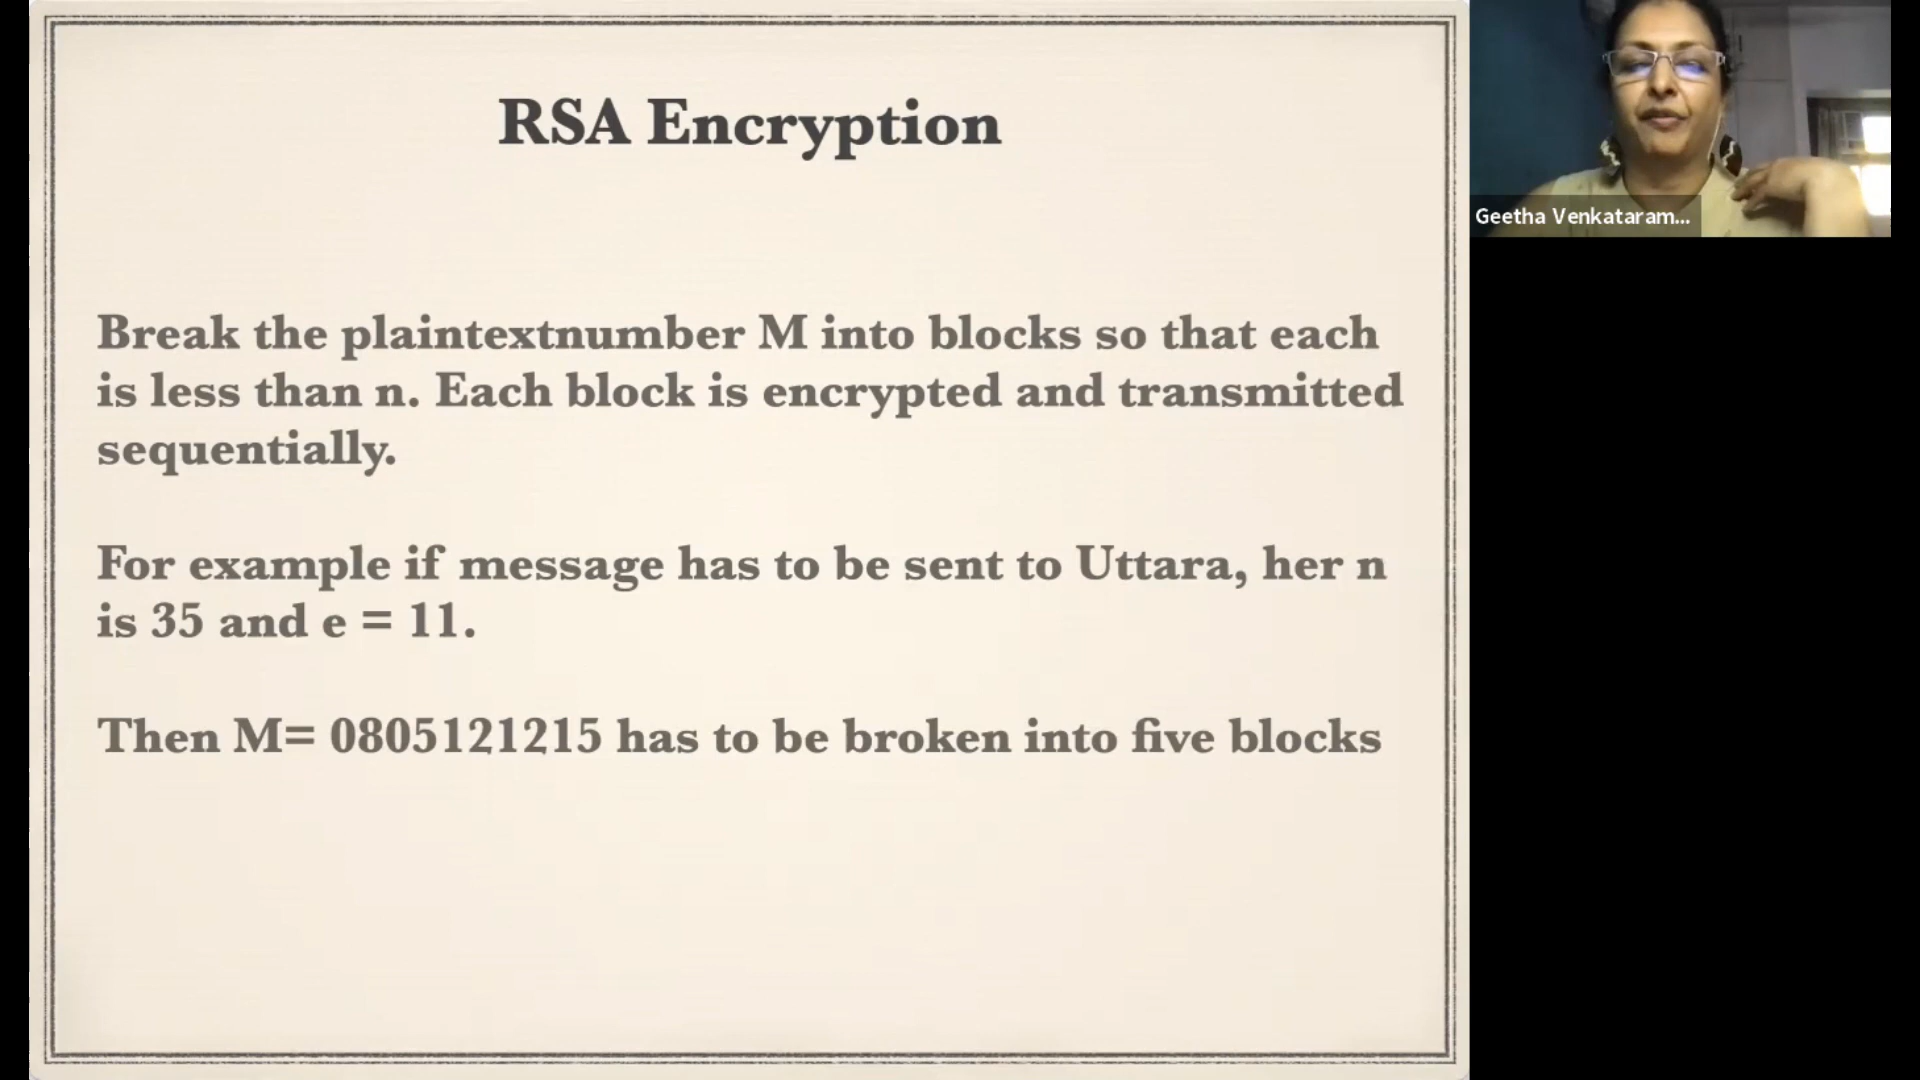 RSA Encryption
Break the plaintextnumber M into blocks so that each
is less than n. Each block is encrypted and transmitted
sequentially.
For example if message has to be sent to Uttara, her n
is 35 and e = 11.
Then M= 0805121215 has to be broken into five blocks
Geetha Venkataram...